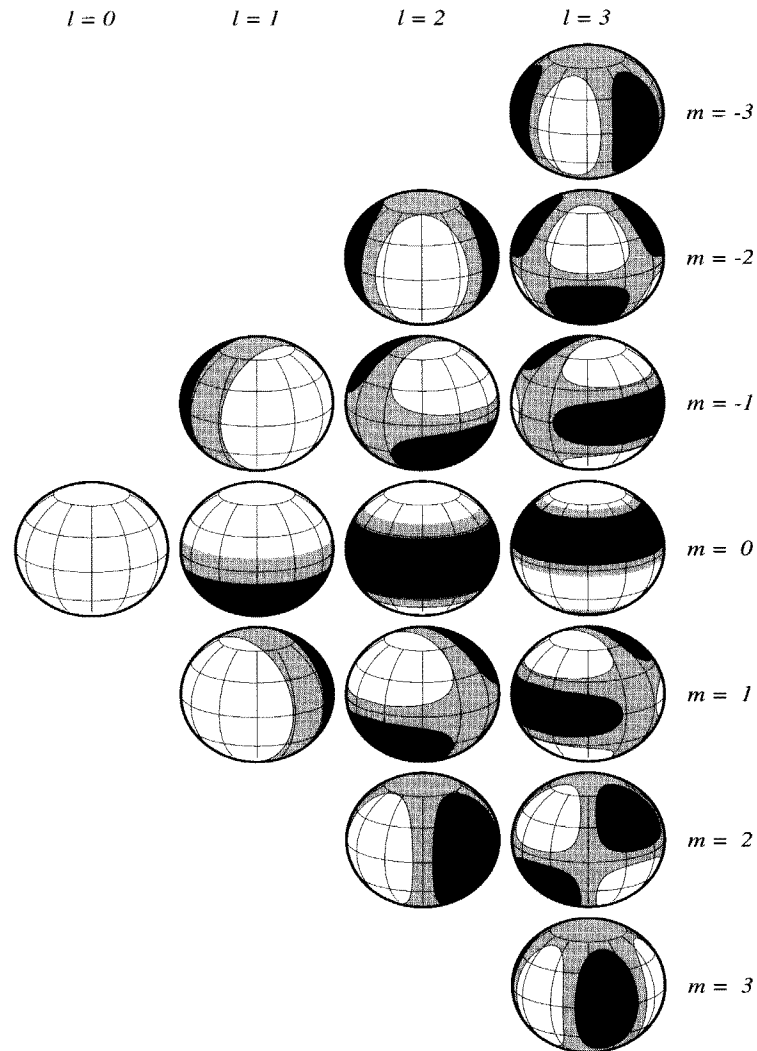 l = 0 l = 1 l = 2 l = 3
m = -3
m = -2
m = -1
m = 0
m = 1
m = 2
m = 3